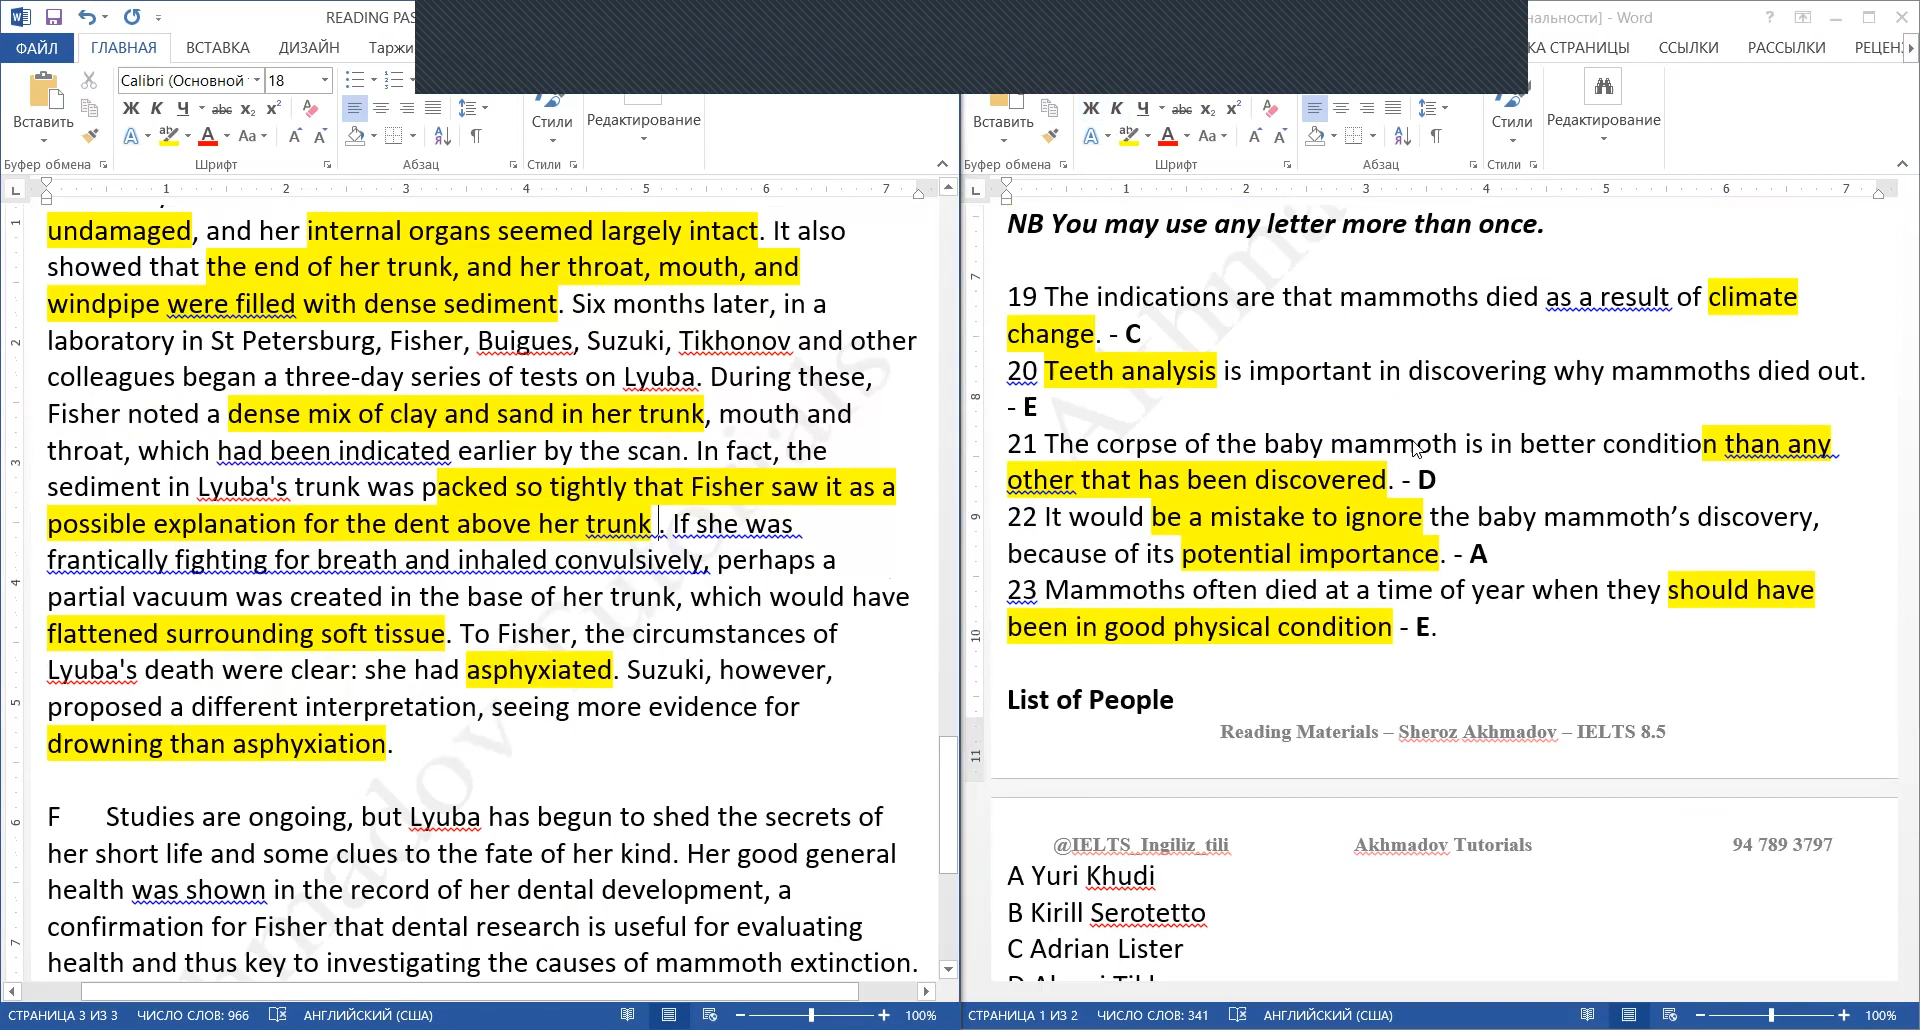 READING PAS
нальности] - Word
ФАЙЛ ГЛАВНАЯ ВСТАВКА ДИЗАЙН Таржи
КА СТРАНИЦЫ ССЫЛКИ РАССЫЛКИ РЕЦЕНЗ
Calibri (Основной 18
Вставить Стили Редактирование
Буфер обмена Шрифт Абзац Стили
Вставить Стили Редактирование
Буфер обмена Шрифт Абзац Стили
undamaged, and her internal organs seemed largely intact. It also
showed that the end of her trunk, and her throat, mouth, and
windpipe were filled with dense sediment. Six months later, in a
laboratory in St Petersburg, Fisher, Buigues, Suzuki, Tikhonov and other
colleagues began a three-day series of tests on Lyuba. During these,
Fisher noted a dense mix of clay and sand in her trunk, mouth and
throat, which had been indicated earlier by the scan. In fact, the
sediment in Lyuba's trunk was packed so tightly that Fisher saw it as a
possible explanation for the dent above her trunk . If she was
frantically fighting for breath and inhaled convulsively, perhaps a
partial vacuum was created in the base of her trunk, which would have
flattened surrounding soft tissue. To Fisher, the circumstances of
Lyuba's death were clear: she had asphyxiated. Suzuki, however,
proposed a different interpretation, seeing more evidence for
drowning than asphyxiation.
F Studies are ongoing, but Lyuba has begun to shed the secrets of
her short life and some clues to the fate of her kind. Her good general
health was shown in the record of her dental development, a
confirmation for Fisher that dental research is useful for evaluating
health and thus key to investigating the causes of mammoth extinction.
NB You may use any letter more than once.
19 The indications are that mammoths died as a result of climate
change. - C
20 Teeth analysis is important in discovering why mammoths died out.
- E
21 The corpse of the baby mammoth is in better condition than any
other that has been discovered. - D
22 It would be a mistake to ignore the baby mammoth’s discovery,
because of its potential importance. - A
23 Mammoths often died at a time of year when they should have
been in good physical condition - E.
List of People
Reading Materials – Sheroz Akhmadov – IELTS 8.5
@IELTS_Ingiliz_tili Akhmadov Tutorials 94 789 3797
A Yuri Khudi
B Kirill Serotetto
C Adrian Lister
СТРАНИЦА 3 ИЗ 3 ЧИСЛО СЛОВ: 966 АНГЛИЙСКИЙ (США) 100%
СТРАНИЦА 1 ИЗ 2 ЧИСЛО СЛОВ: 341 АНГЛИЙСКИЙ (США) 100%